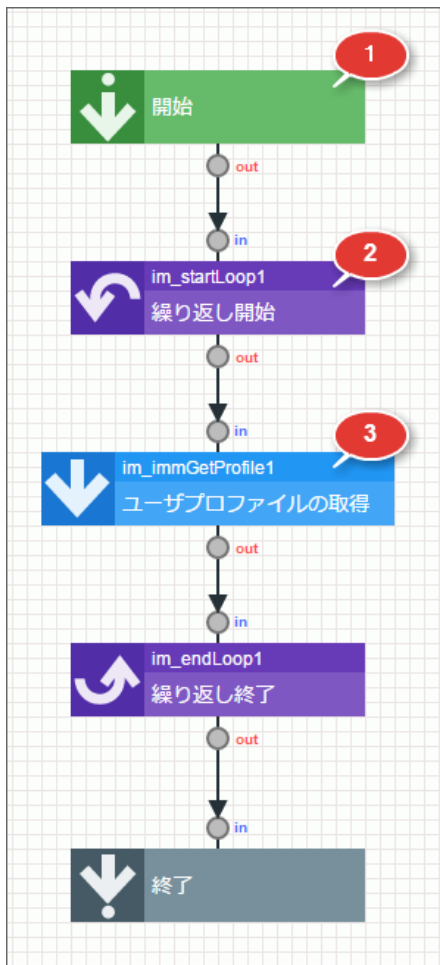 1
開始
out
in
2
im_startLoop1
繰り返し開始
out
in
3
im_immGetProfile1
ユーザプロファイルの取得
out
in
im_endLoop1
繰り返し終了
out
in
終了